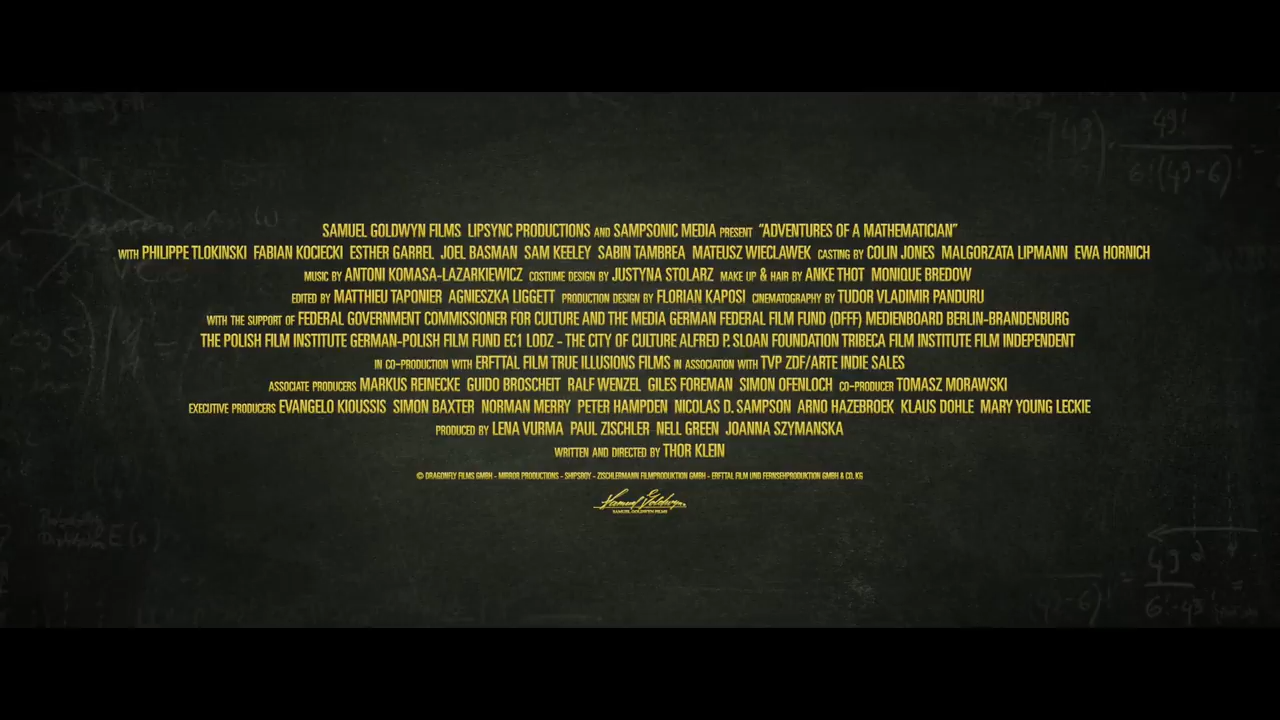 SAMUEL GOLDWYN FILMS LIPSYNC PRODUCTIONS AND SAMPSONIC MEDIA PRESENT "ADVENTURES OF A MATHEMATICIAN"
WITH PHILIPPE TLOKINSKI FABIAN KOCIECKI ESTHER GARREL JOEL BASMAN SAM KEELEY SABIN TAMBREA MATEUSZ WIECLAWEK CASTING BY COLIN JONES MALGORZATA LIPMANN EWA HORNICH
MUSIC BY ANTONI KOMASA-LAZARKIEWICZ COSTUME DESIGN BY JUSTYNA STOLARZ MAKE UP & HAIR BY ANKE THOT MONIQUE BREDOW
EDITED BY MATTHIEU TAPONIER AGNIESZKA LIGGETT PRODUCTION DESIGN BY FLORIAN KAPOSI CINEMATOGRAPHY BY TUDOR VLADIMIR PANDURU
WITH THE SUPPORT OF FEDERAL GOVERNMENT COMMISSIONER FOR CULTURE AND THE MEDIA GERMAN FEDERAL FILM FUND (DFFF) MEDIENBOARD BERLIN-BRANDENBURG
THE POLISH FILM INSTITUTE GERMAN-POLISH FILM FUND EC1 LODZ - THE CITY OF CULTURE ALFRED P. SLOAN FOUNDATION TRIBECA FILM INSTITUTE FILM INDEPENDENT
IN CO-PRODUCTION WITH ERFTTAL FILM TRUE ILLUSIONS FILMS IN ASSOCIATION WITH TVP ZDF/ARTE INDIE SALES
ASSOCIATE PRODUCERS MARKUS REINECKE GUIDO BROSCHEIT RALF WENZEL GILES FOREMAN SIMON OFENLOCH CO-PRODUCER TOMASZ MORAWSKI
EXECUTIVE PRODUCERS EVANGELO KIOUSSIS SIMON BAXTER NORMAN MERRY PETER HAMPDEN NICOLAS D. SAMPSON ARNO HAZEBROEK KLAUS DOHLE MARY YOUNG LECKIE
PRODUCED BY LENA VURMA PAUL ZISCHLER NELL GREEN JOANNA SZYMANSKA
WRITTEN AND DIRECTED BY THOR KLEIN
© DRAGONFLY FILMS GMBH - MIRROR PRODUCTIONS - SHIPSBOY - ZISCHLERMANN FILMPRODUKTION GMBH - ERFTTAL FILM UND FERNSEHPRODUKTION GMBH & CO. KG
Samuel Goldwyn
SAMUEL GOLDWYN FILMS
49!
6!(49-6)!